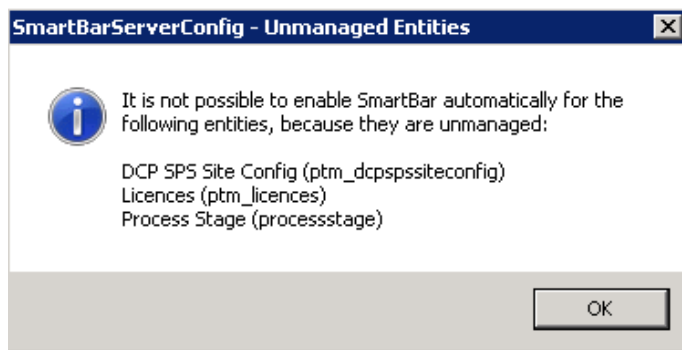 SmartBarServerConfig - Unmanaged Entities
It is not possible to enable SmartBar automatically for the
following entities, because they are unmanaged:
DCP SPS Site Config (ptm_dcpspssiteconfig)
Licences (ptm_licences)
Process Stage (processstage)
OK